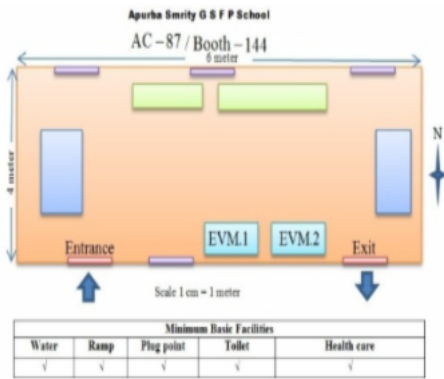 Apurba Smrity G S F P School
AC - 87 / Booth - 144
6 meter
4 meter
N
EVM.1 EVM.2
Entrance Exit
Scale 1 cm = 1 meter
Minimum Basic Facilities
Water Ramp Plug point Toilet Health care
√ √ √ √ √